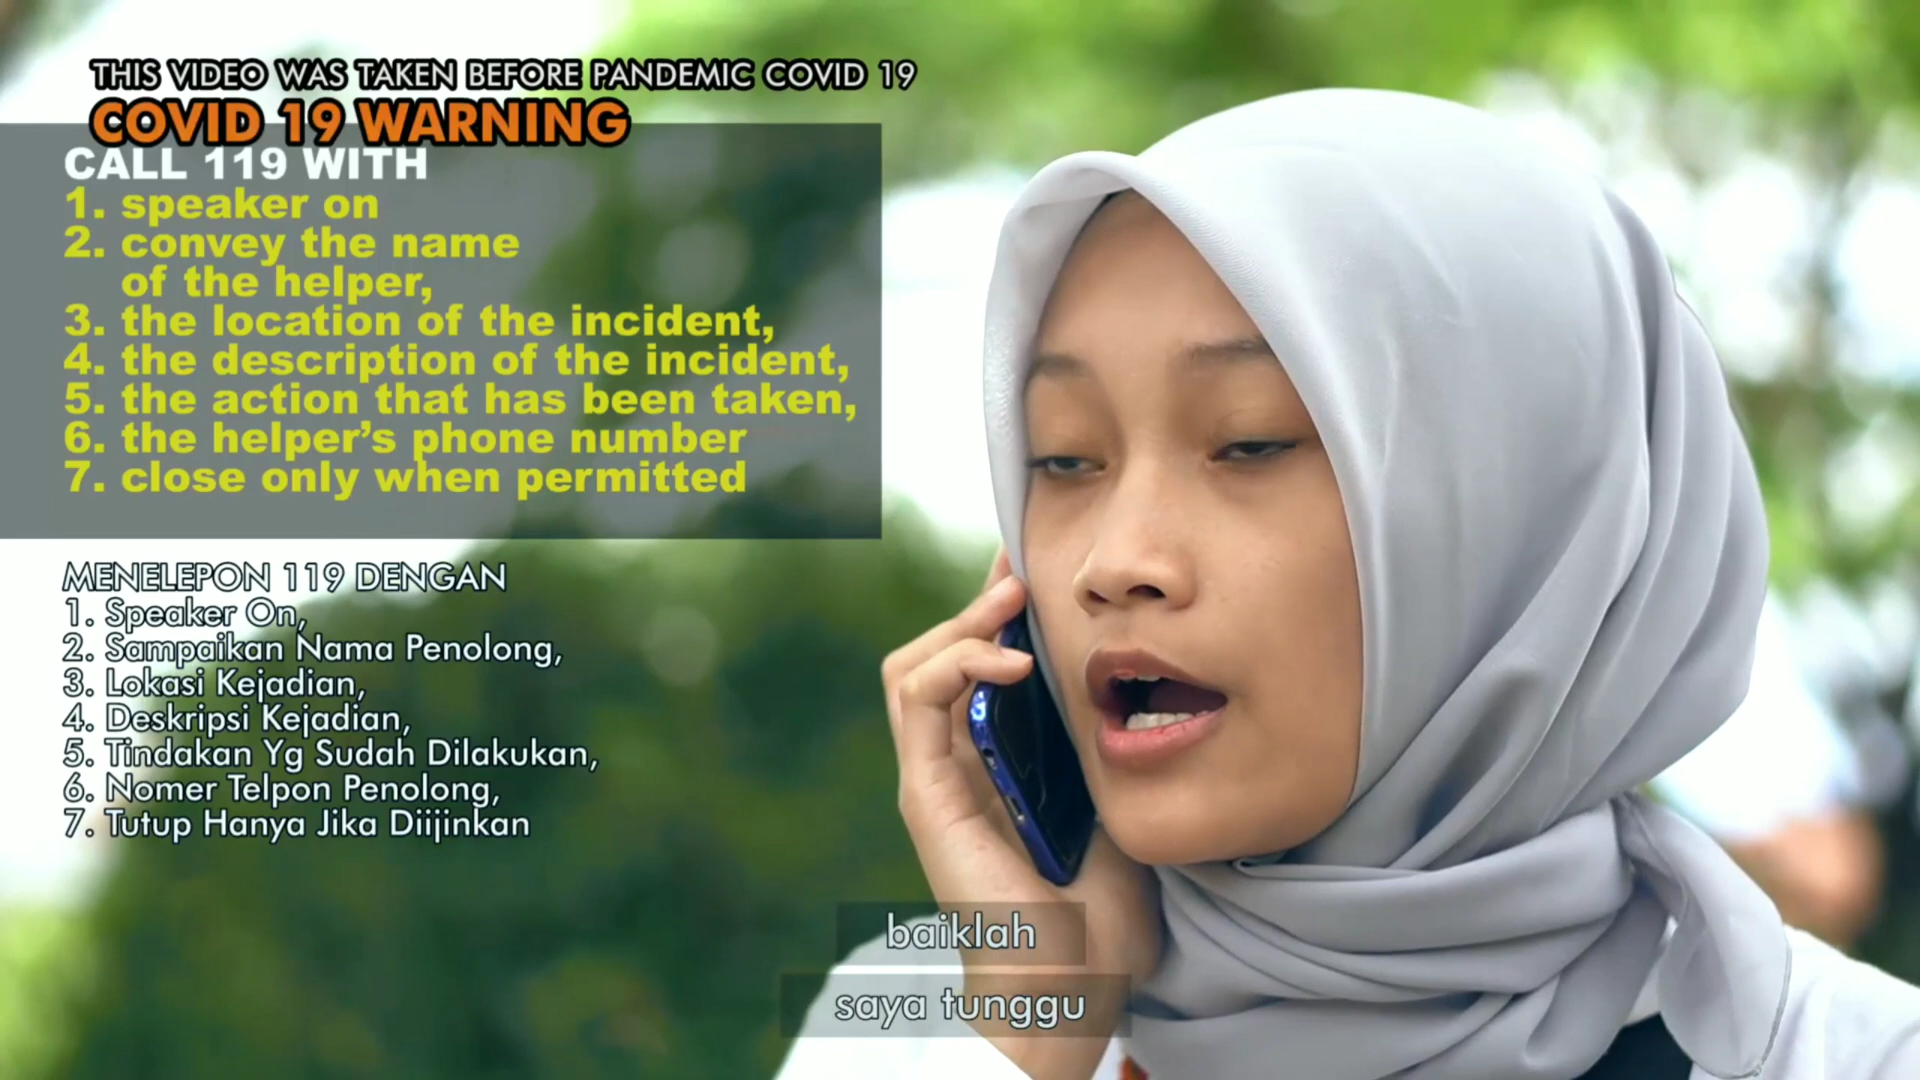 THIS VIDEO WAS TAKEN BEFORE PANDEMIC COVID 19
COVID 19 WARNING
CALL 119 WITH
1. speaker on
2. convey the name
of the helper,
3. the location of the incident,
4. the description of the incident,
5. the action that has been taken,
6. the helper's phone number
7. close only when permitted
MENELEPON 119 DENGAN
1. Speaker On,
2. Sampaikan Nama Penolong,
3. Lokasi Kejadian,
4. Deskripsi Kejadian,
5. Tindakan Yg Sudah Dilakukan,
6. Nomer Telpon Penolong,
7. Tutup Hanya Jika Diijinkan
baiklah
saya tunggu